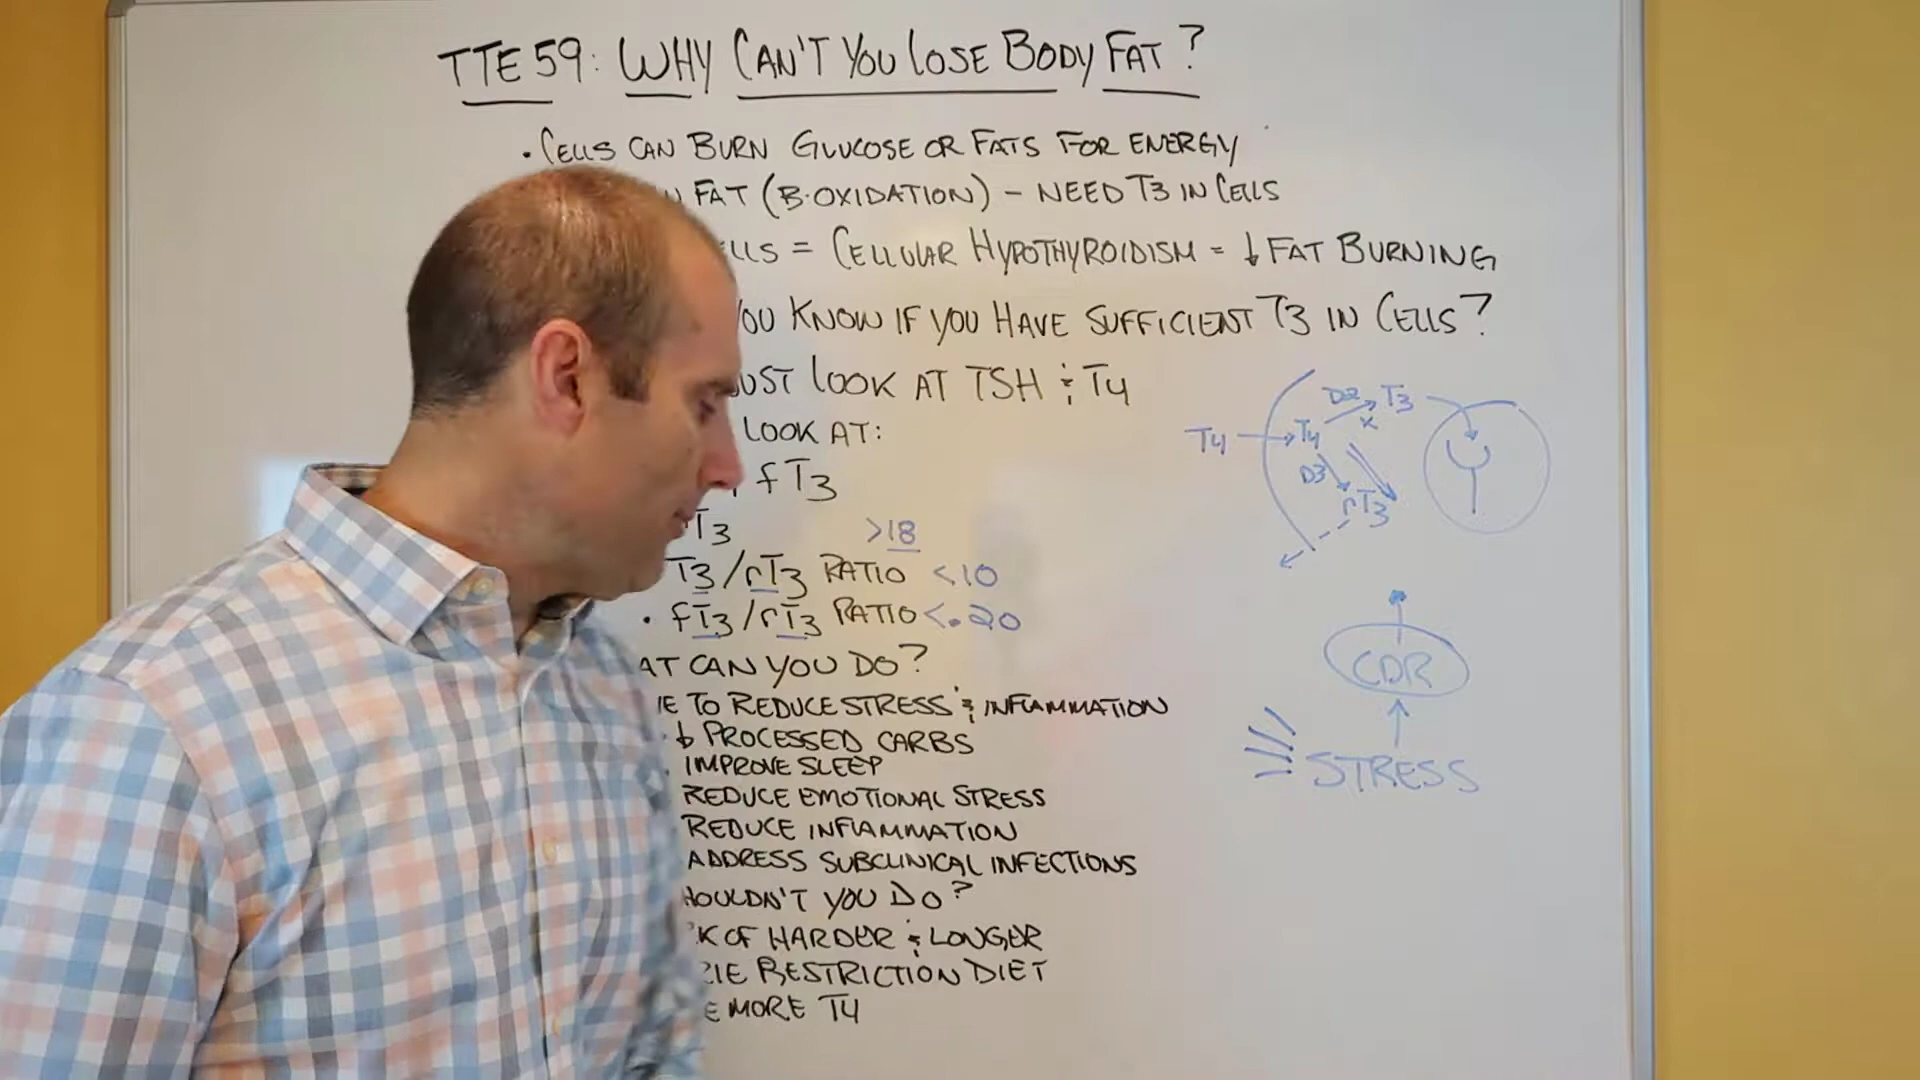 TTE 59: WHY CAN'T YOU LOSE BODY FAT?
• CELLS CAN BURN GLUCOSE OR FATS FOR ENERGY
FAT (B-OXIDATION) - NEED T3 IN CELLS
LLS = CELLULAR HYPOTHYROIDISM = ↓ FAT BURNING
YOU KNOW IF YOU HAVE SUFFICIENT T3 IN CELLS?
UST LOOK AT TSH & T4
LOOK AT:
fT3
T3
>18
T3/rT3 RATIO <10
• fT3/rT3 RATIO <.20
AT CAN YOU DO?
E TO REDUCE STRESS & INFLAMMATION
↓ PROCESSED CARBS
IMPROVE SLEEP
REDUCE EMOTIONAL STRESS
REDUCE INFLAMMATION
ADDRESS SUBCLINICAL INFECTIONS
HOULDN'T YOU DO?
K OF HARDER & LONGER
RIE RESTRICTION DIET
E MORE T4
T4 → T4 D2 → T3
x
D3
rT3
CDR
STRESS